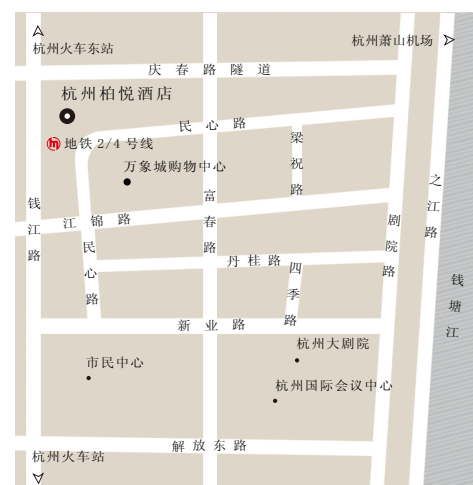 杭州火车东站
杭州萧山机场
庆春路隧道
杭州柏悦酒店
民心路
地铁 2/4 号线
梁祝路
万象城购物中心
之江路
钱江路
富春路
江锦路
剧院路
民心路
丹桂路
四季路
钱塘江
新业路
杭州大剧院
市民中心
杭州国际会议中心
解放东路
杭州火车站